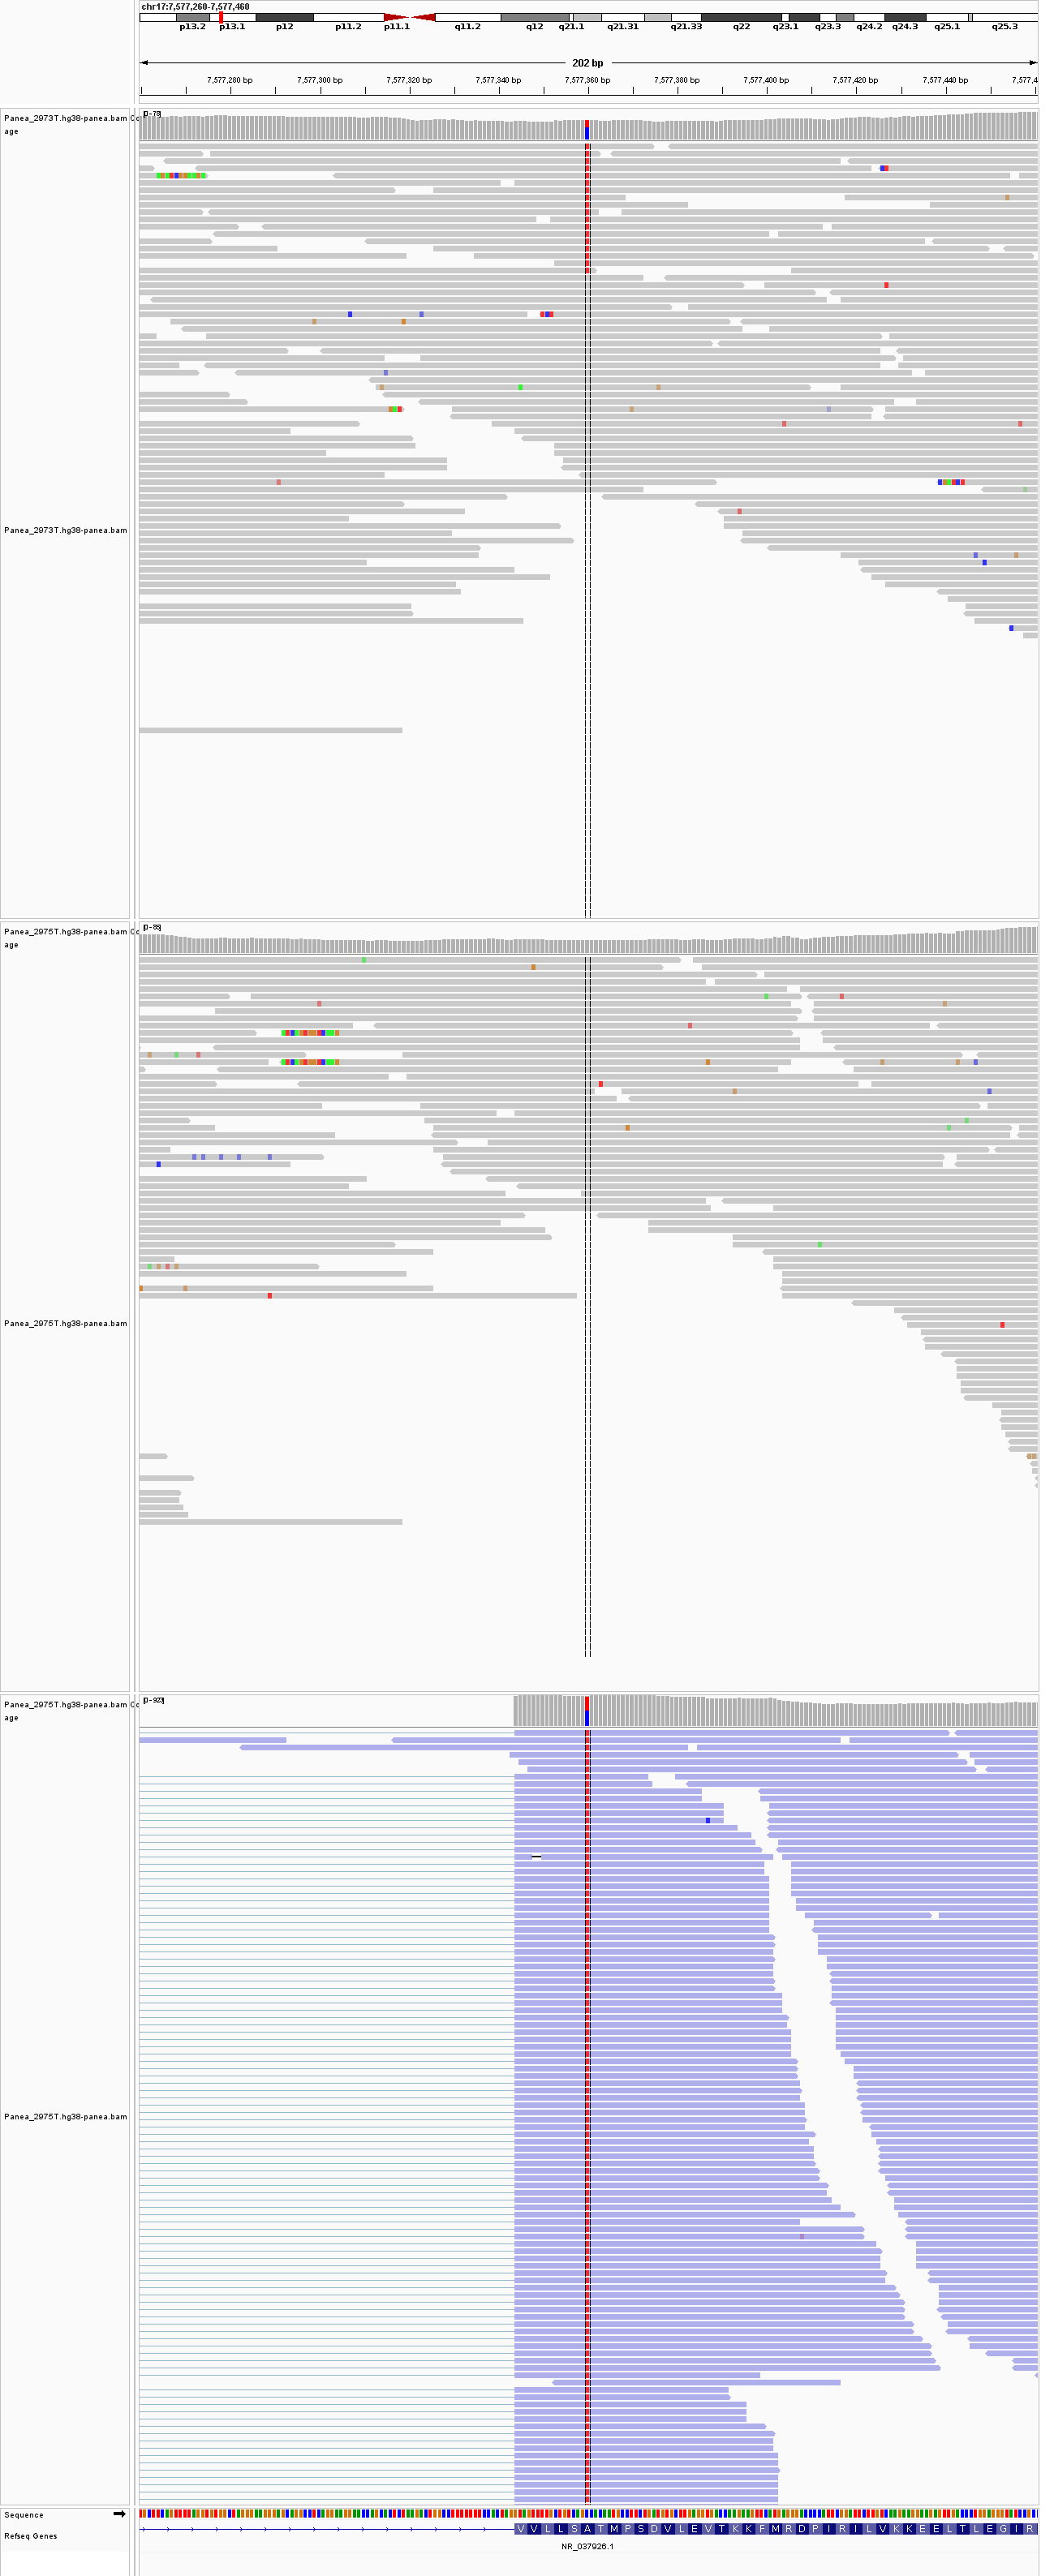 chr17:7,577,260-7,577,460
p13.2 p13.1 p12 p11.2 p11.1 q11.2 q12 q21.1 q21.31 q21.33 q22 q23.1 q23.3 q24.2 q24.3 q25.1 q25.3
202 bp
7,577,280 bp 7,577,300 bp 7,577,320 bp 7,577,340 bp 7,577,360 bp 7,577,380 bp 7,577,400 bp 7,577,420 bp 7,577,440 bp 7,577,4
Panea_2973T.hg38-panea.bam Co
age
Panea_2973T.hg38-panea.bam
Panea_2975T.hg38-panea.bam Co
age
Panea_2975T.hg38-panea.bam
Panea_2975T.hg38-panea.bam Co
age
Panea_2975T.hg38-panea.bam
Sequence
Refseq Genes
V V L L S A T M P S D V L E V T K K F M R D P I R I L V K K E E L T L E G I R
NR_037926.1